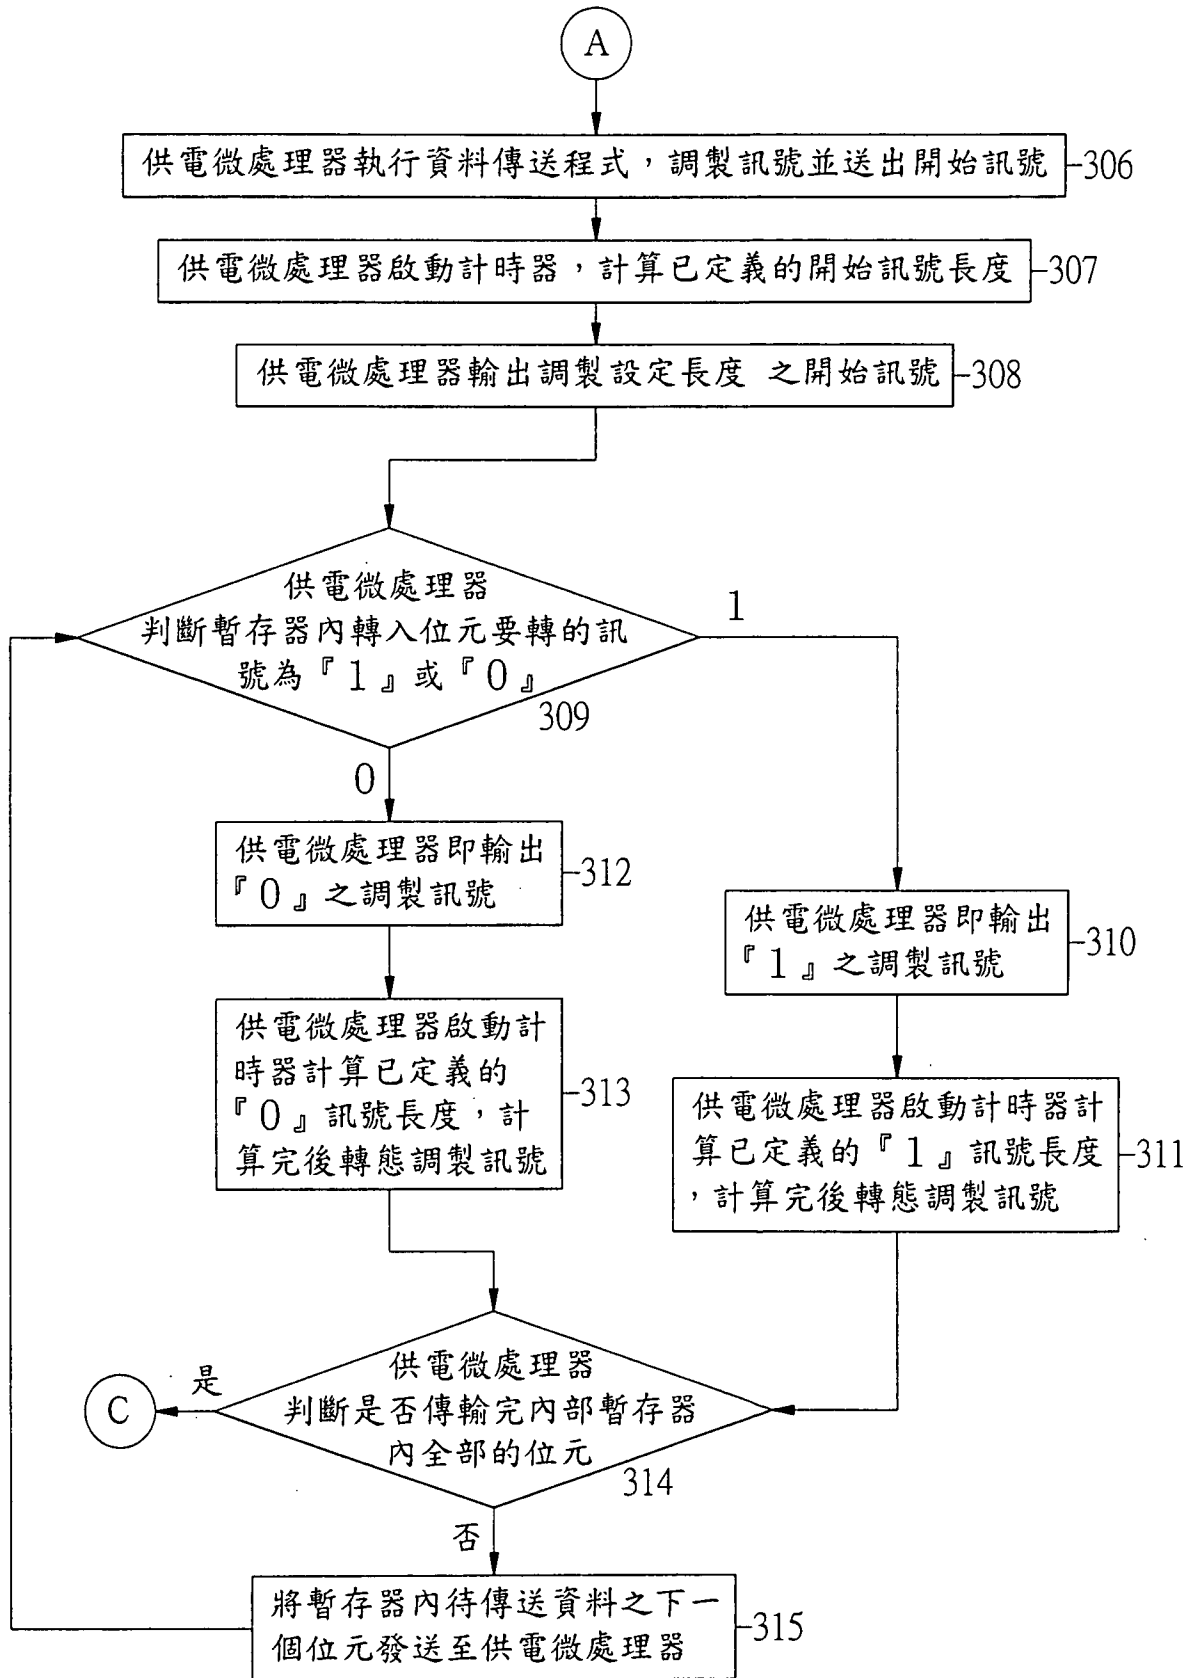 A
供電微處理器執行資料傳送程式，調製訊號並送出開始訊號
306
供電微處理器啟動計時器，計算已定義的開始訊號長度
307
供電微處理器輸出調製設定長度 之開始訊號
308
供電微處理器
判斷暫存器內轉入位元要轉的訊
號為『1』或『0』
309
1
0
供電微處理器即輸出
『0』之調製訊號
312
供電微處理器即輸出
『1』之調製訊號
310
供電微處理器啟動計
時器計算已定義的
『0』訊號長度，計
算完後轉態調製訊號
313
供電微處理器啟動計時器計
算已定義的『1』訊號長度
，計算完後轉態調製訊號
311
供電微處理器
判斷是否傳輸完內部暫存器
內全部的位元
314
是
C
否
將暫存器內待傳送資料之下一
個位元發送至供電微處理器
315